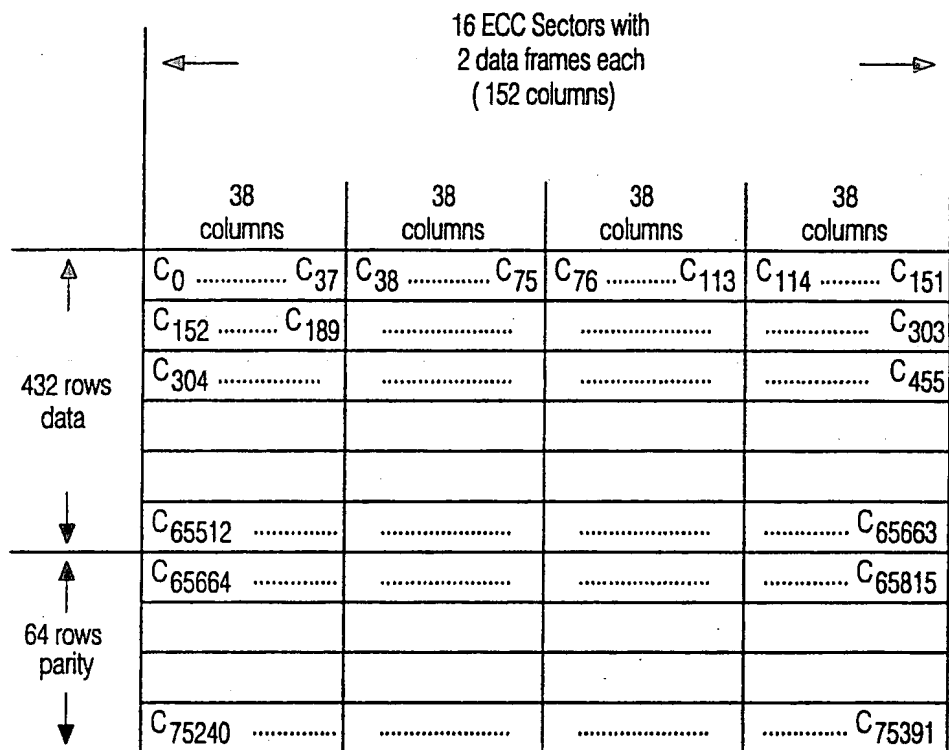 16 ECC Sectors with
2 data frames each
( 152 columns)
38 columns 38 columns 38 columns 38 columns
C0 ............. C37 C38 ............. C75 C76 ........... C113 C114 ......... C151
C152 ......... C189 ...................... ...................... ................. C303
C304 ................. ...................... ...................... ................. C455
432 rows
data
C65512 .............. ...................... ...................... .............. C65663
C65664 .............. ...................... ...................... .............. C65815
64 rows
parity
C75240 .............. ...................... ...................... .............. C75391